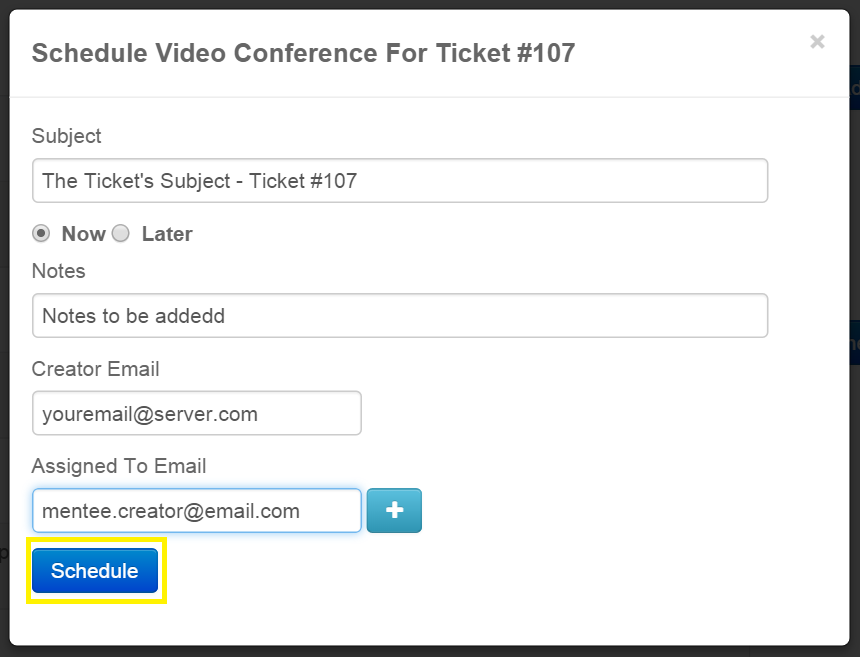 Schedule Video Conference For Ticket #107
×
Subject
The Ticket's Subject - Ticket #107
Now Later
Notes
Notes to be addedd
Creator Email
youremail@server.com
Assigned To Email
mentee.creator@email.com
+
Schedule